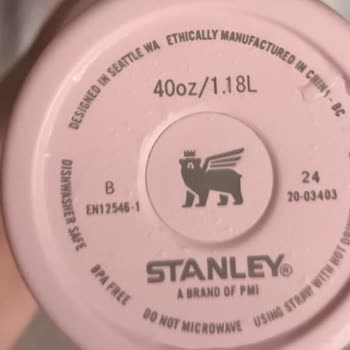 DESIGNED IN SEATTLE WA ETHICALLY MANUFACTURED IN CHINA - BC
40oz/1.18L
B
EN12546-1
24
20-03403
STANLEY®
A BRAND OF PMI
DISHWASHER SAFE BPA FREE DO NOT MICROWAVE USING STRAW WITH HOT